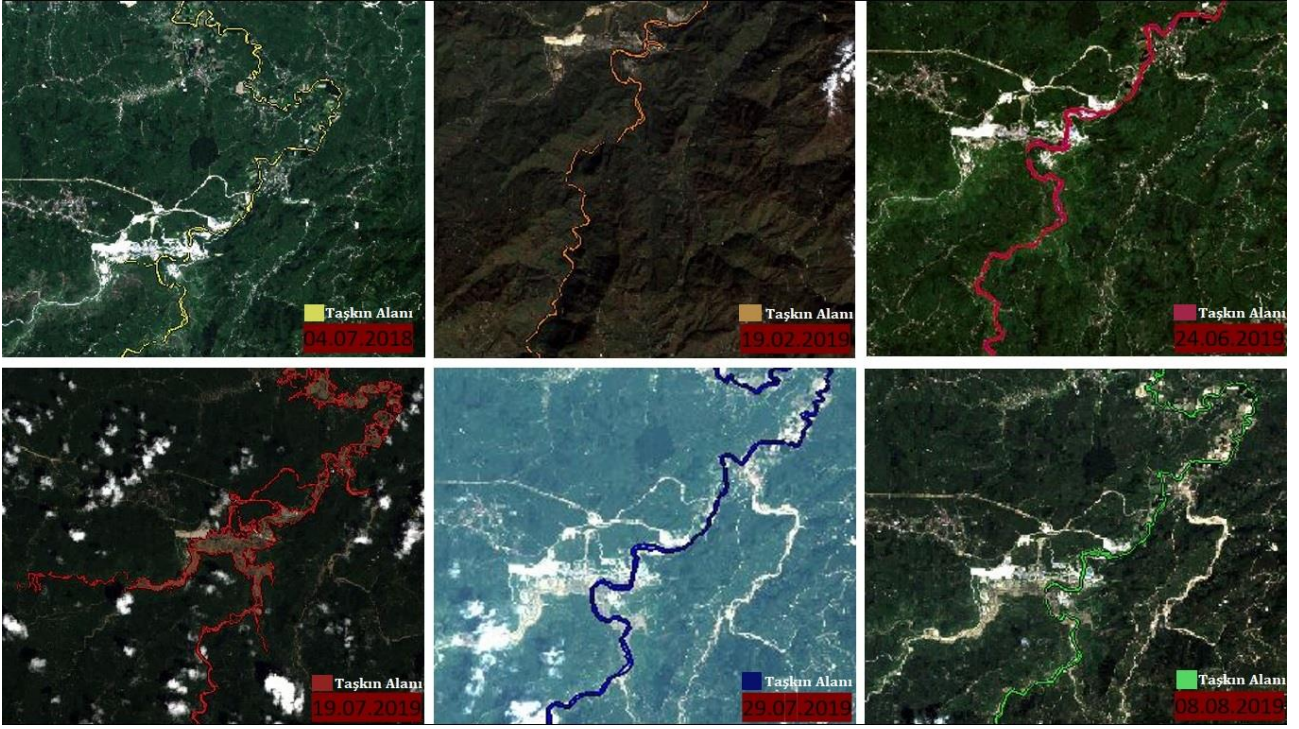 Taşkın Alanı
04.07.2018
Taşkın Alanı
19.02.2019
Taşkın Alanı
24.06.2019
Taşkın Alanı
19.07.2019
Taşkın Alanı
29.07.2019
Taşkın Alanı
08.08.2019